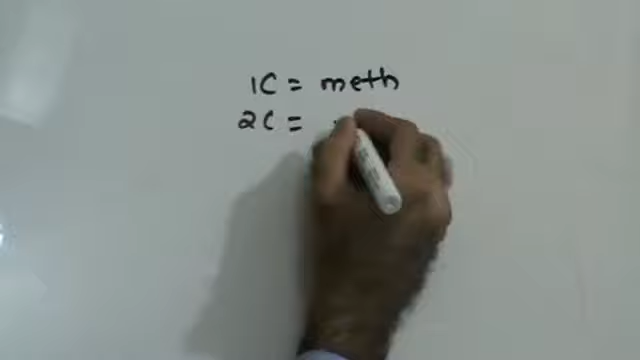 1C = meth
2C =